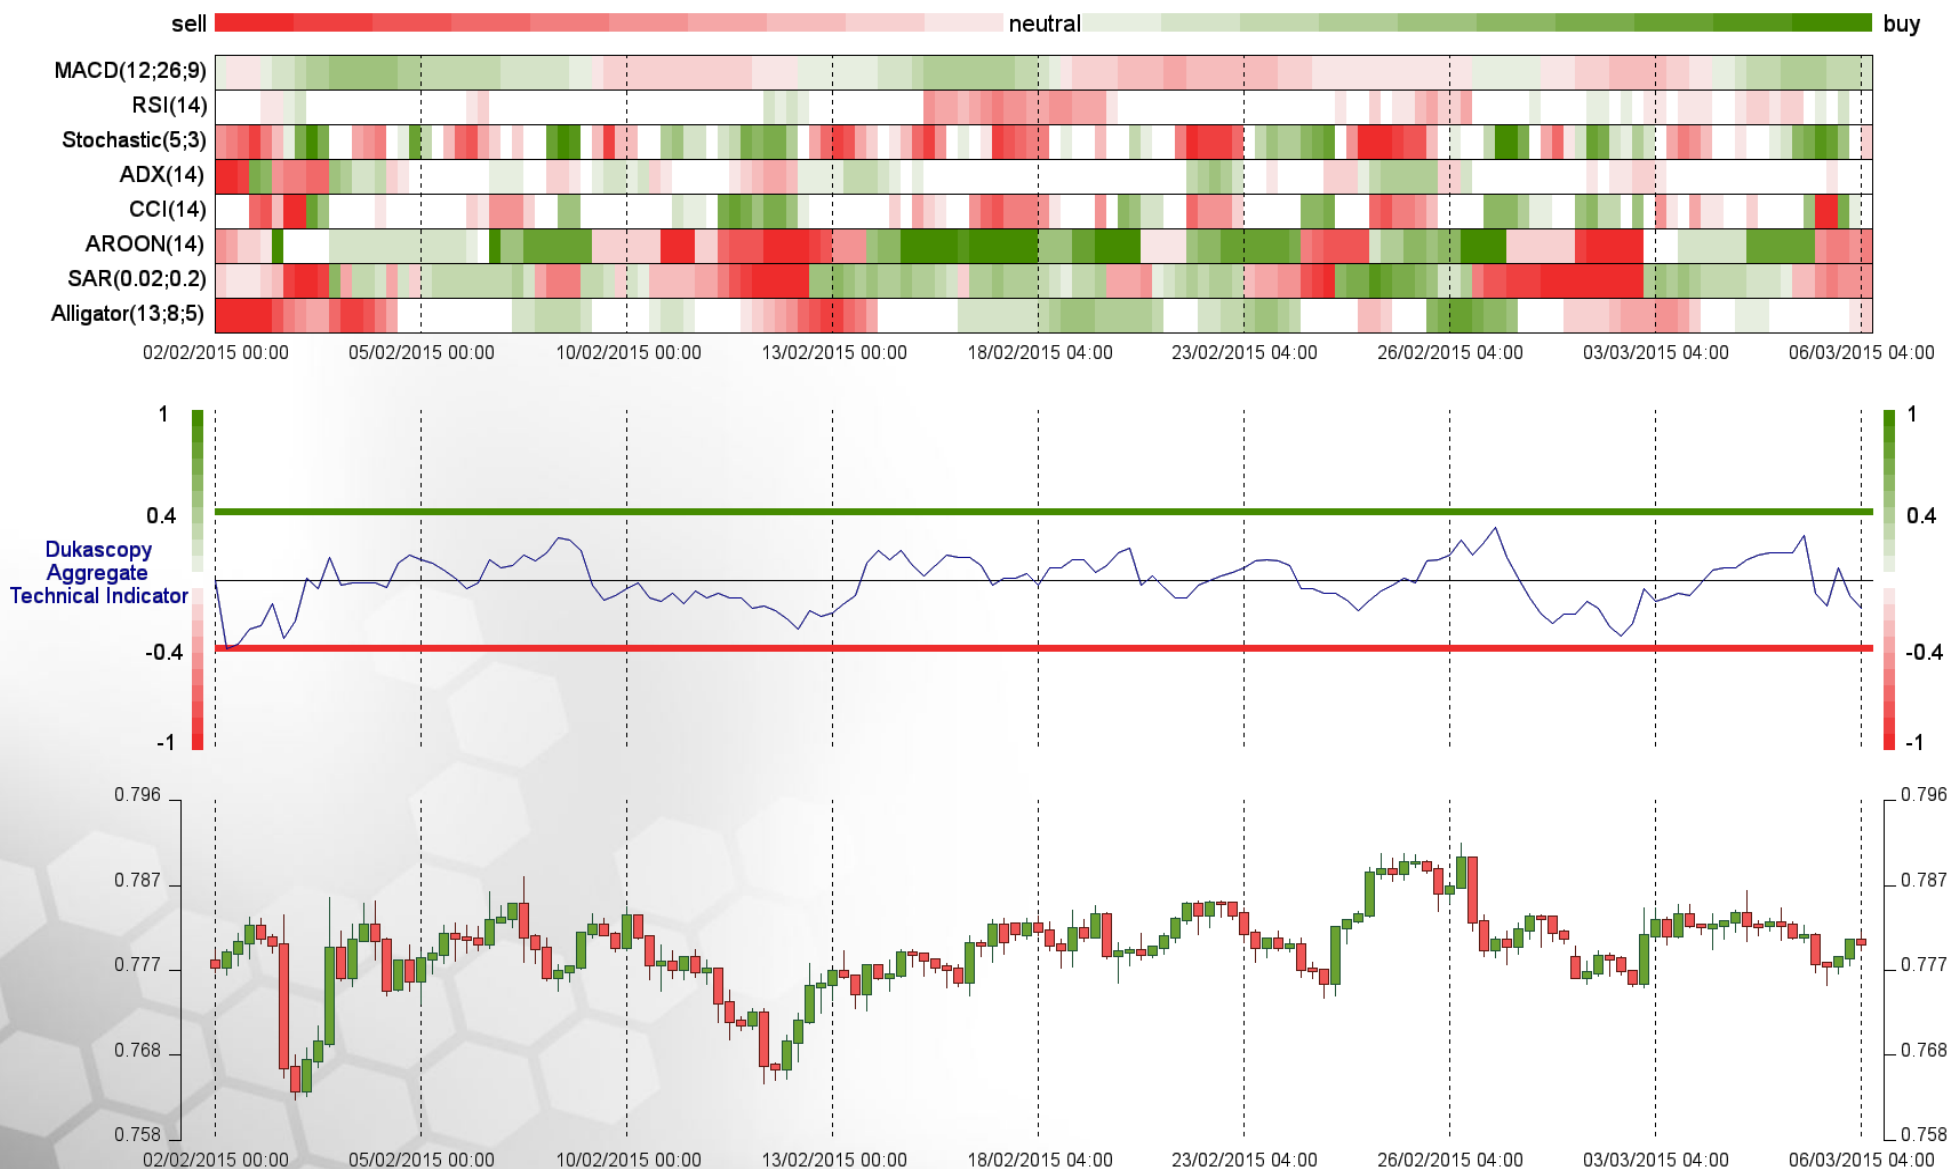 sell neutral buy
MACD(12;26;9)
RSI(14)
Stochastic(5;3)
ADX(14)
CCI(14)
AROON(14)
SAR(0.02;0.2)
Alligator(13;8;5)
02/02/2015 00:00 05/02/2015 00:00 10/02/2015 00:00 13/02/2015 00:00 18/02/2015 04:00 23/02/2015 04:00 26/02/2015 04:00 03/03/2015 04:00 06/03/2015 04:00
1 1
0.4 0.4
Dukascopy
Aggregate
Technical Indicator
-0.4 -0.4
-1 -1
0.796 0.796
0.787 0.787
0.777 0.777
0.768 0.768
0.758 0.758
02/02/2015 00:00 05/02/2015 00:00 10/02/2015 00:00 13/02/2015 00:00 18/02/2015 04:00 23/02/2015 04:00 26/02/2015 04:00 03/03/2015 04:00 06/03/2015 04:00